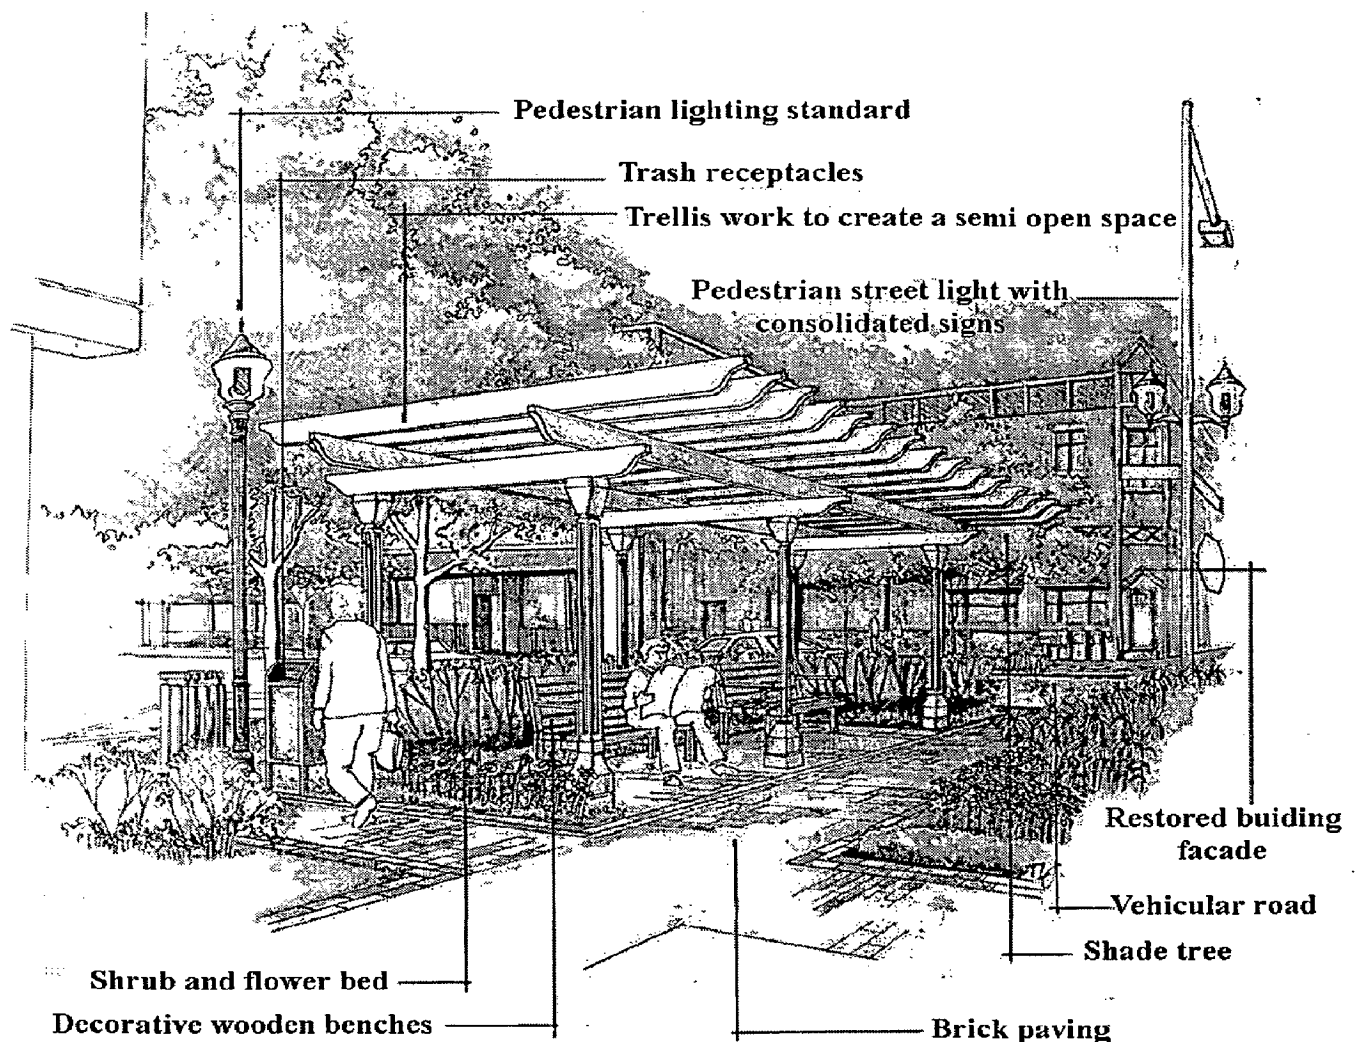 Pedestrian lighting standard
Trash receptacles
Trellis work to create a semi open space
Pedestrian street light with
consolidated signs
Restored buiding
facade
Vehicular road
Shade tree
Shrub and flower bed
Decorative wooden benches
Brick paving